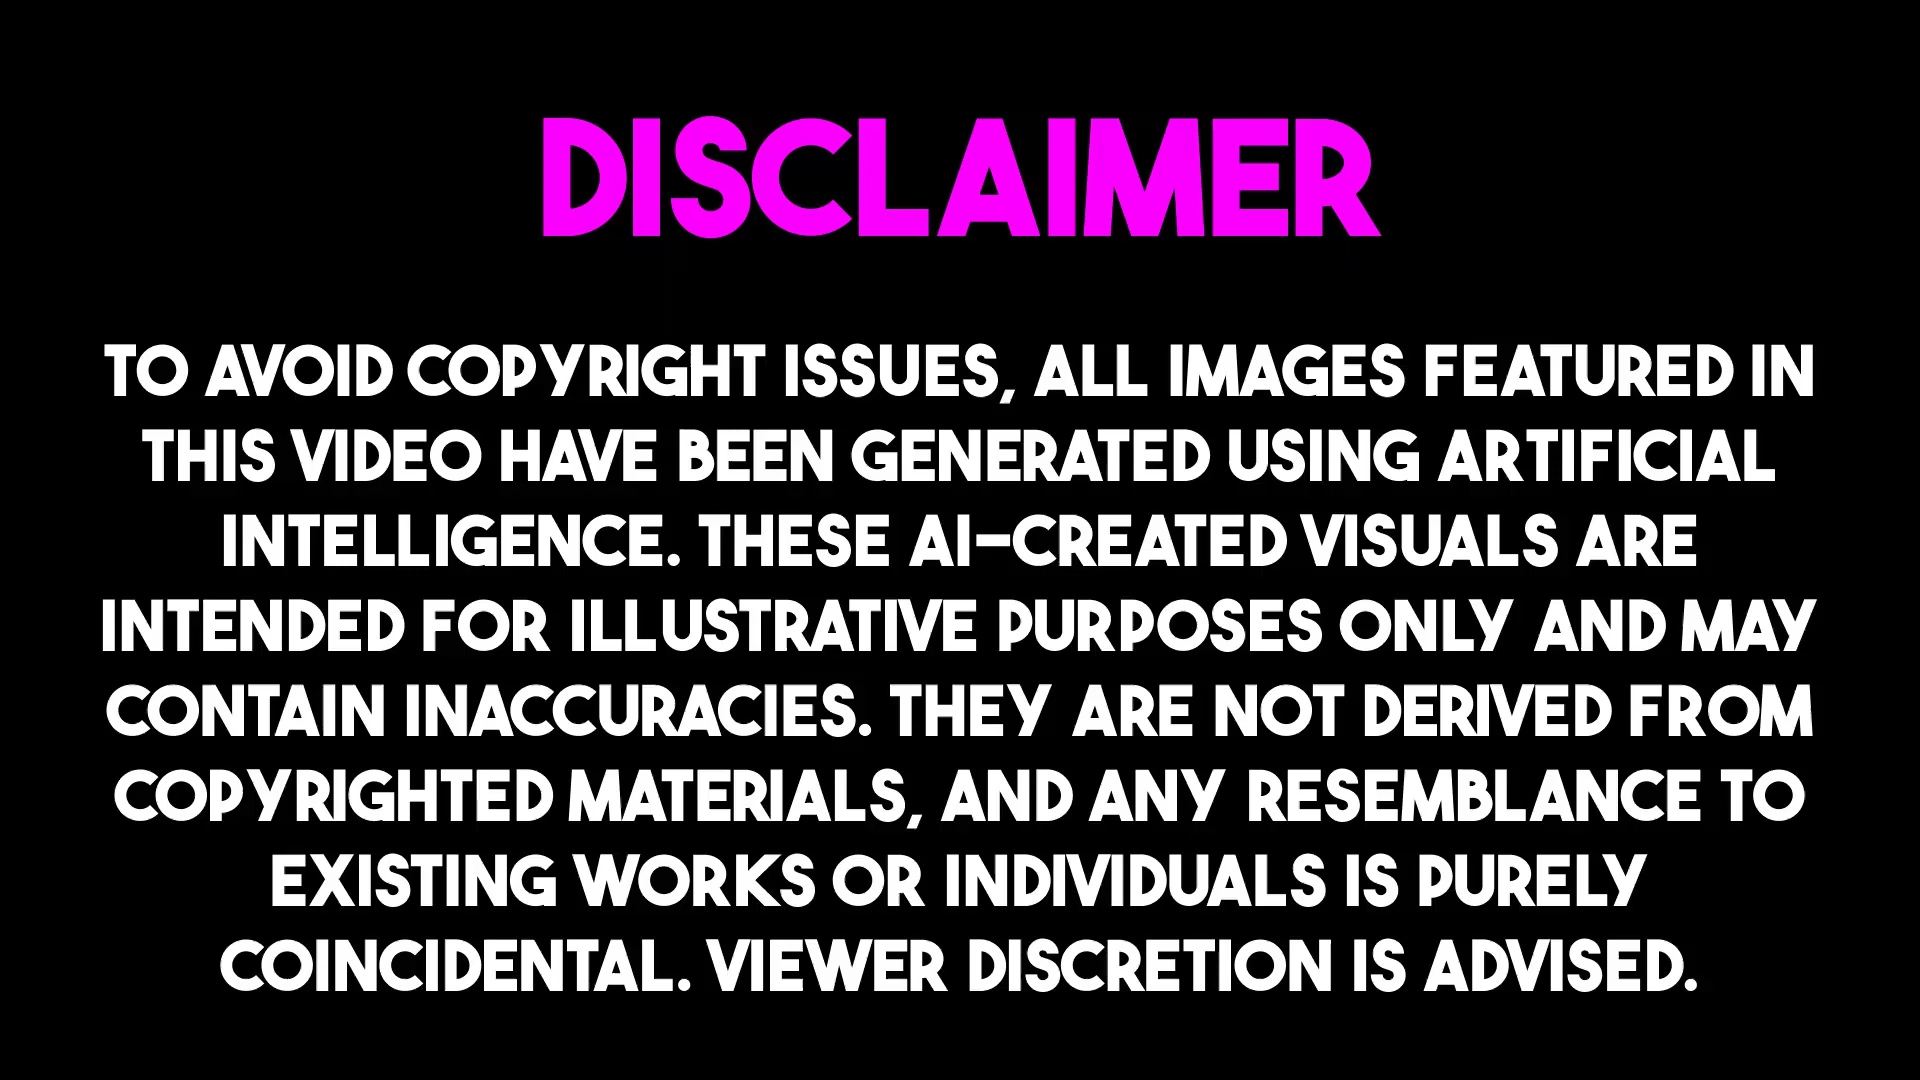 DISCLAIMER
TO AVOID COPYRIGHT ISSUES, ALL IMAGES FEATURED IN
THIS VIDEO HAVE BEEN GENERATED USING ARTIFICIAL
INTELLIGENCE. THESE AI-CREATED VISUALS ARE
INTENDED FOR ILLUSTRATIVE PURPOSES ONLY AND MAY
CONTAIN INACCURACIES. THEY ARE NOT DERIVED FROM
COPYRIGHTED MATERIALS, AND ANY RESEMBLANCE TO
EXISTING WORKS OR INDIVIDUALS IS PURELY
COINCIDENTAL. VIEWER DISCRETION IS ADVISED.